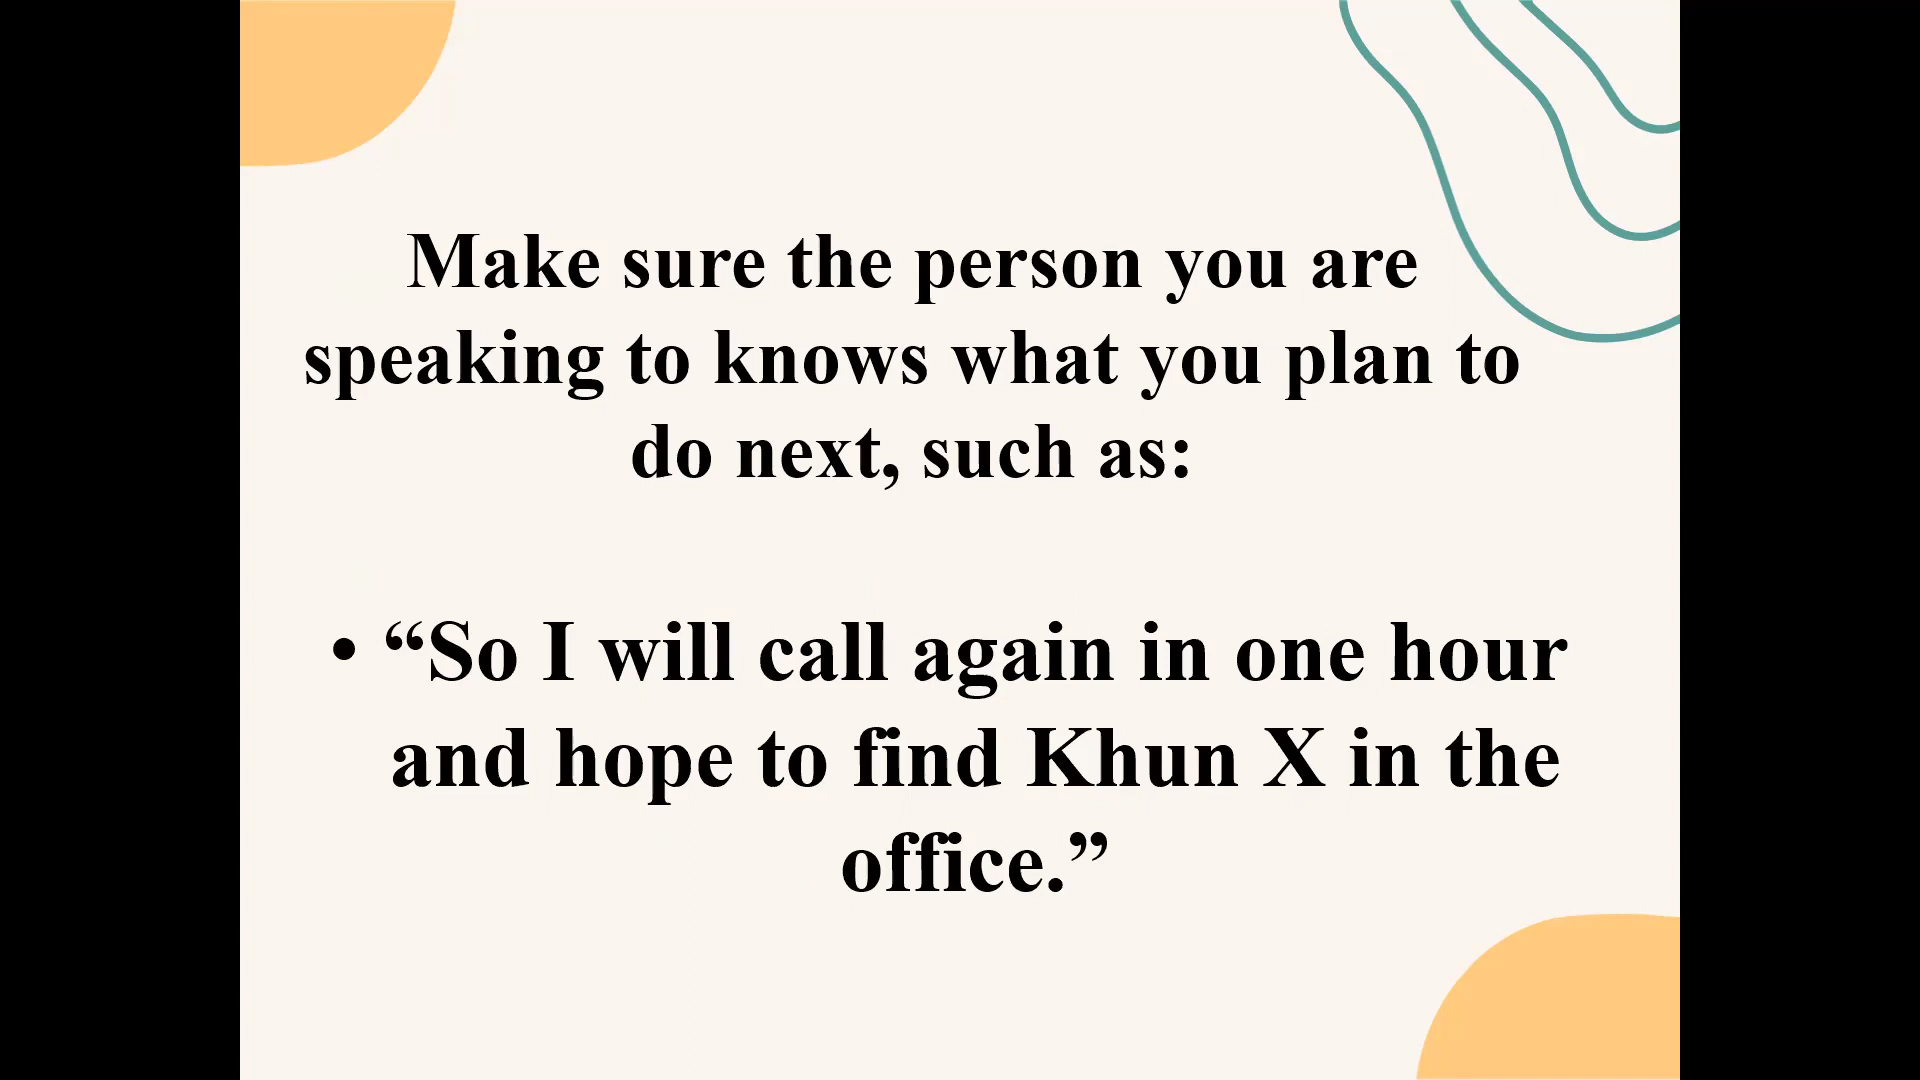 Make sure the person you are
speaking to knows what you plan to
do next, such as:
• “So I will call again in one hour
and hope to find Khun X in the
office.”